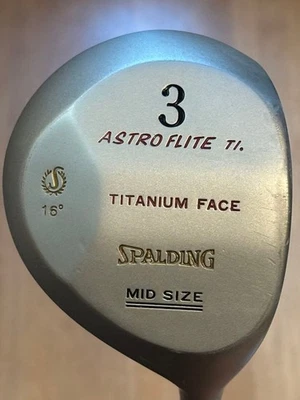 3
ASTRO FLITE TI.
S
16°
TITANIUM FACE
SPALDING
MID SIZE